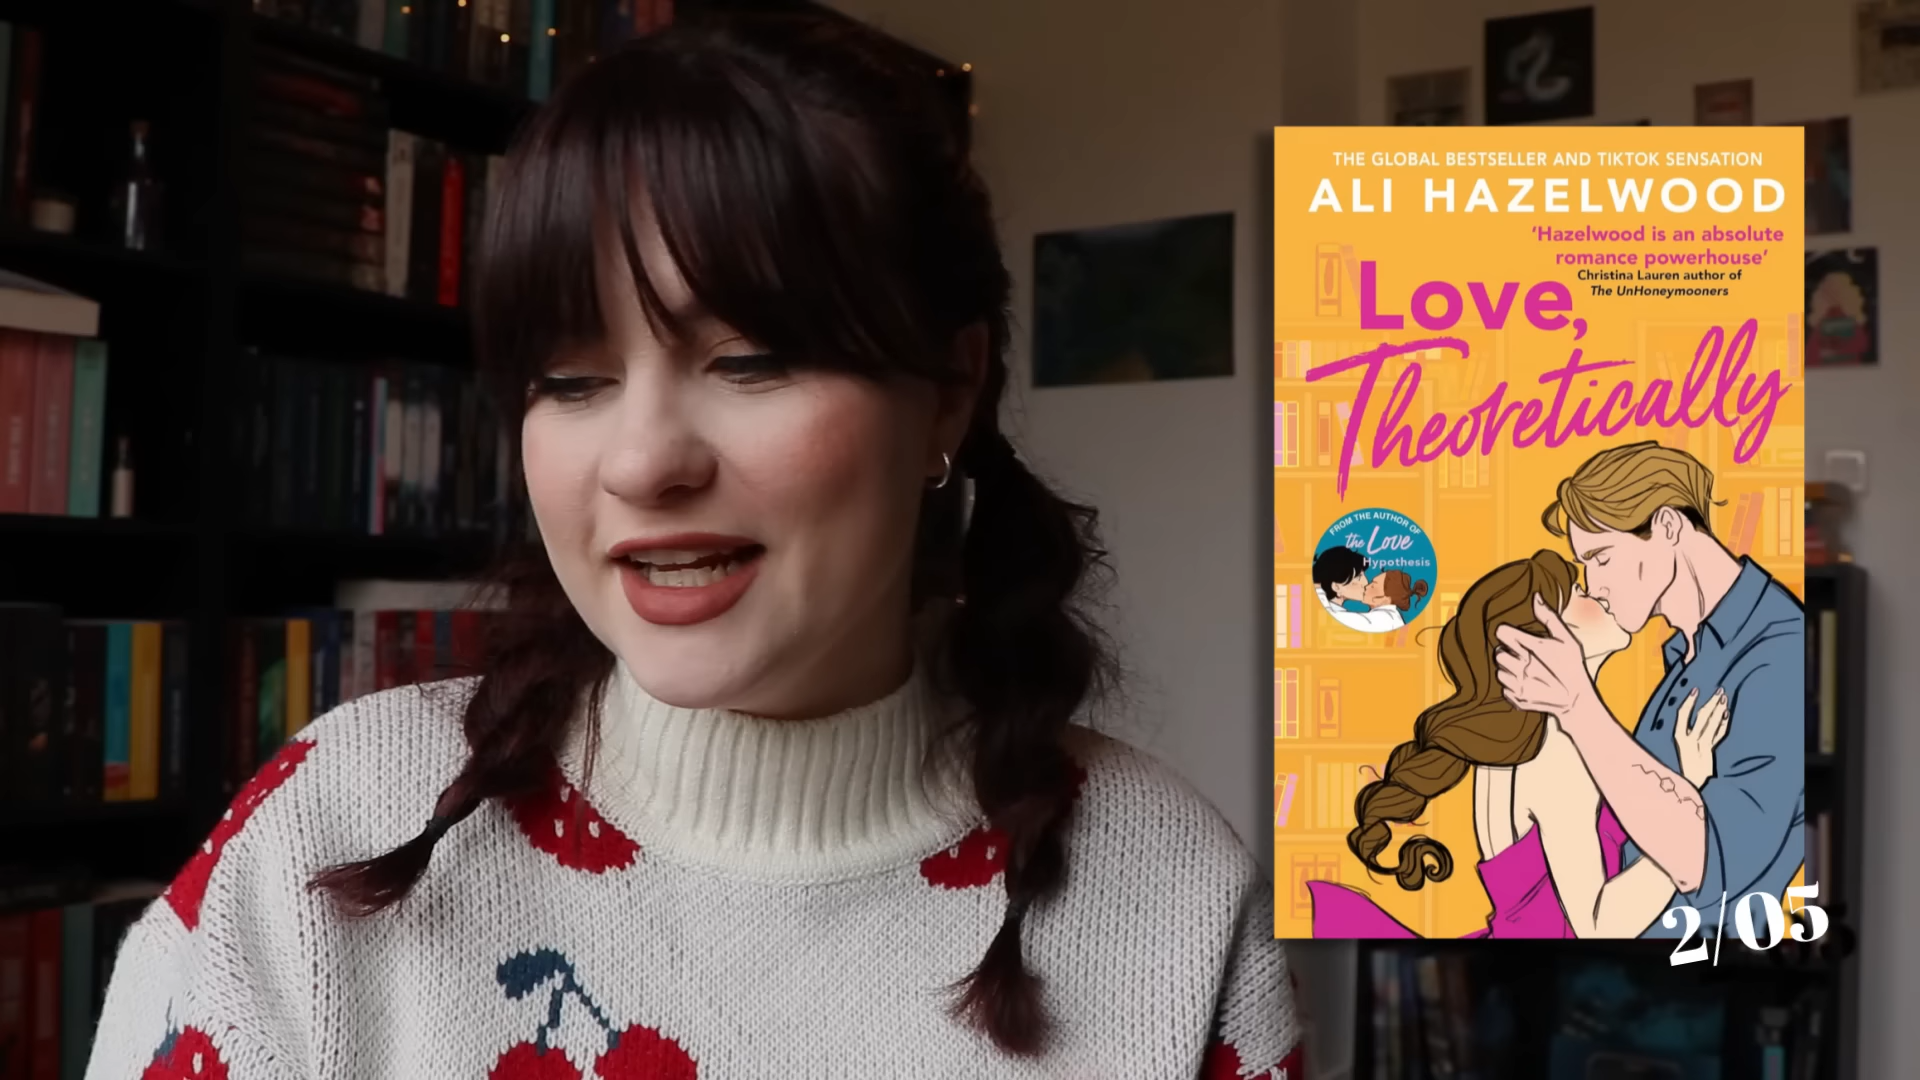 THE GLOBAL BESTSELLER AND TIKTOK SENSATION
ALI HAZELWOOD
‘Hazelwood is an absolute
romance powerhouse’
Christina Lauren author of
The UnHoneymooners
Love,
Theoretically
FROM THE AUTHOR OF
the Love
Hypothesis
2/05